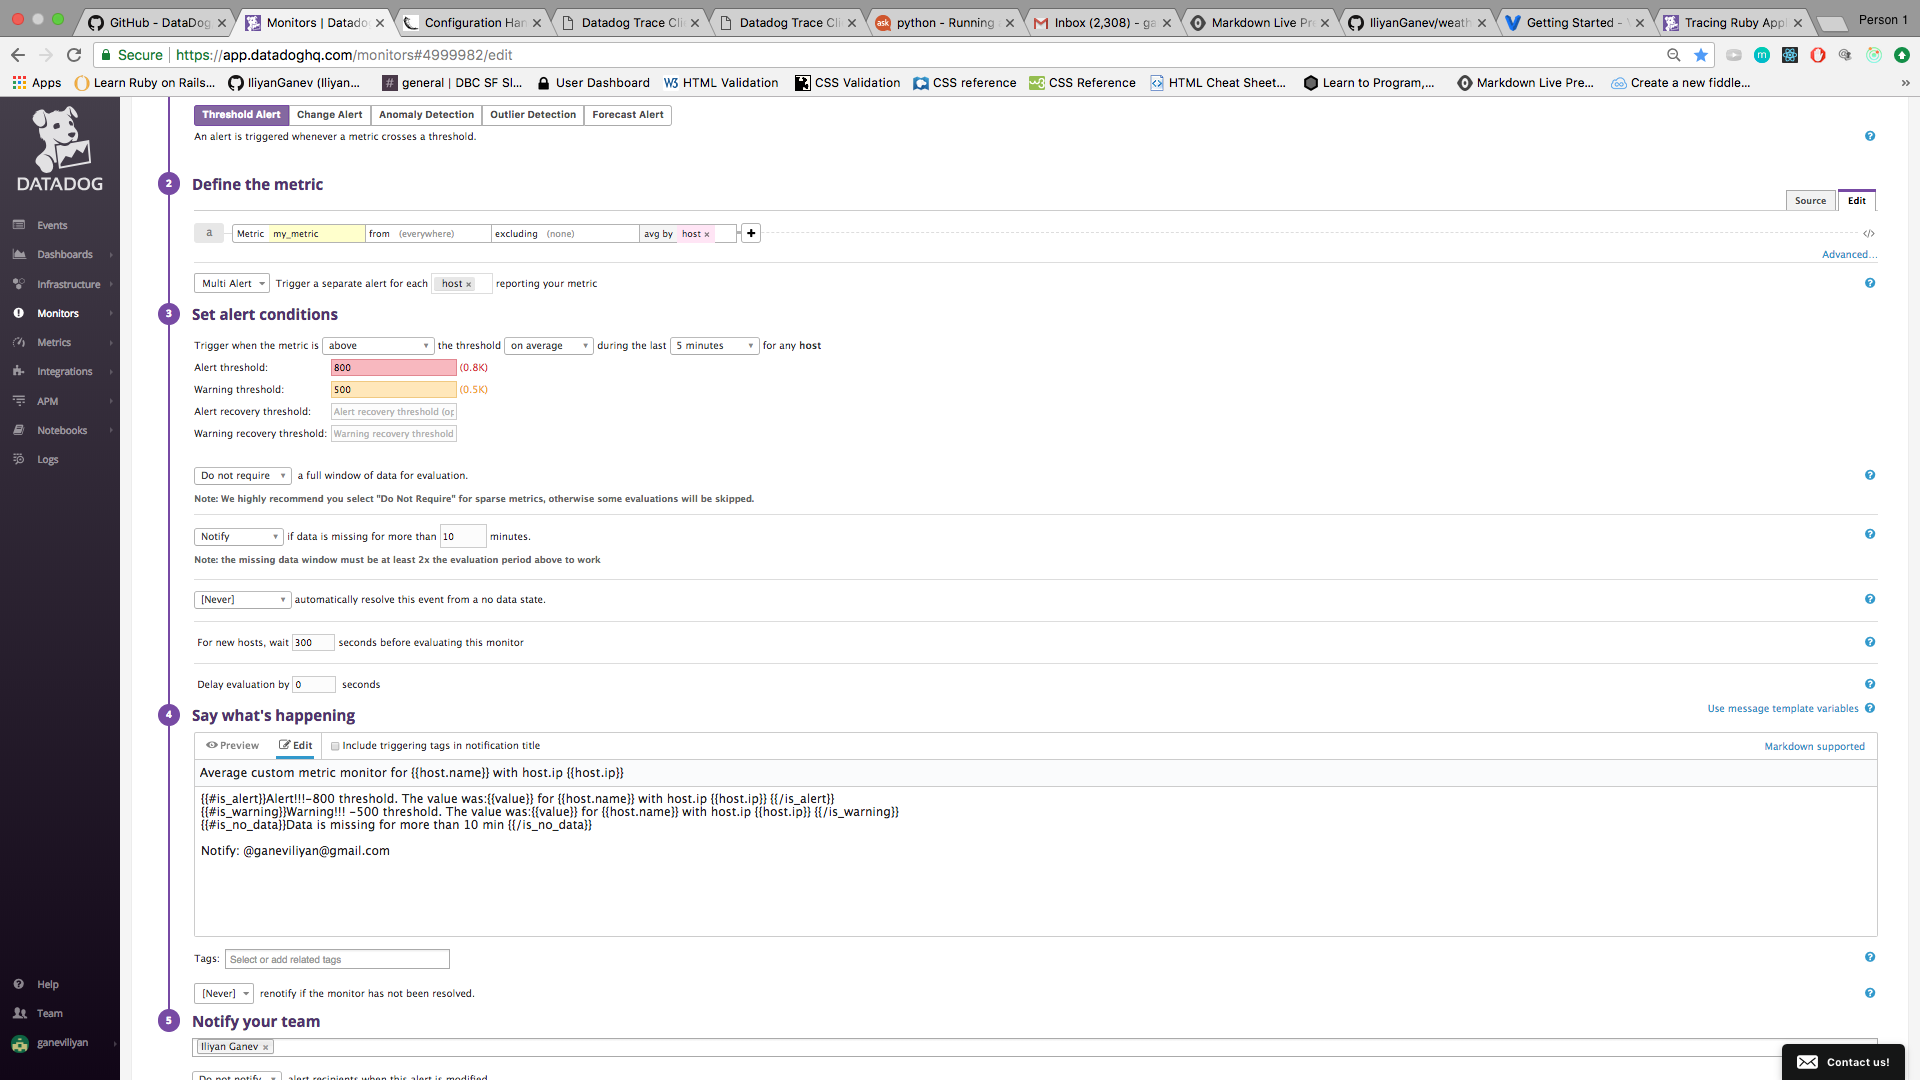 GitHub - DataDog
Monitors | Datadog
Configuration Han
Datadog Trace Clie
Datadog Trace Clie
python - Running a
Inbox (2,308) - ga
Markdown Live Pre
IliyanGanev/weath
Getting Started -
Tracing Ruby Appl
Person 1
Secure
https://app.datadoghq.com/monitors#4999982/edit
Apps
Learn Ruby on Rails...
IliyanGanev (Iliyan...
general | DBC SF Sl...
User Dashboard
HTML Validation
CSS Validation
CSS reference
CSS Reference
HTML Cheat Sheet...
Learn to Program,...
Markdown Live Pre...
Create a new fiddle...
»
DATADOG
Events
Dashboards
Infrastructure
Monitors
Metrics
Integrations
APM
Notebooks
Logs
Help
Team
ganeviliyan
Threshold Alert
Change Alert
Anomaly Detection
Outlier Detection
Forecast Alert
An alert is triggered whenever a metric crosses a threshold.
2 Define the metric
Source
Edit
a Metric my_metric from (everywhere) excluding (none) avg by host × +
</>
Advanced...
Multi Alert Trigger a separate alert for each host × reporting your metric
3 Set alert conditions
Trigger when the metric is above the threshold on average during the last 5 minutes for any host
Alert threshold: 800 (0.8K)
Warning threshold: 500 (0.5K)
Alert recovery threshold: Alert recovery threshold (op
Warning recovery threshold: Warning recovery threshold
Do not require a full window of data for evaluation.
Note: We highly recommend you select "Do Not Require" for sparse metrics, otherwise some evaluations will be skipped.
Notify if data is missing for more than 10 minutes.
Note: the missing data window must be at least 2x the evaluation period above to work
[Never] automatically resolve this event from a no data state.
For new hosts, wait 300 seconds before evaluating this monitor
Delay evaluation by 0 seconds
4 Say what's happening
Use message template variables
Preview
Edit
Include triggering tags in notification title
Markdown supported
Average custom metric monitor for {{host.name}} with host.ip {{host.ip}}
{{#is_alert}}Alert!!!-800 threshold. The value was:{{value}} for {{host.name}} with host.ip {{host.ip}} {{/is_alert}}
{{#is_warning}}Warning!!! -500 threshold. The value was:{{value}} for {{host.name}} with host.ip {{host.ip}} {{/is_warning}}
{{#is_no_data}}Data is missing for more than 10 min {{/is_no_data}}
Notify: @ganeviliyan@gmail.com
Tags: Select or add related tags
[Never] renotify if the monitor has not been resolved.
5 Notify your team
Iliyan Ganev ×
Do not notify alert recipients when this alert is modified
Contact us!